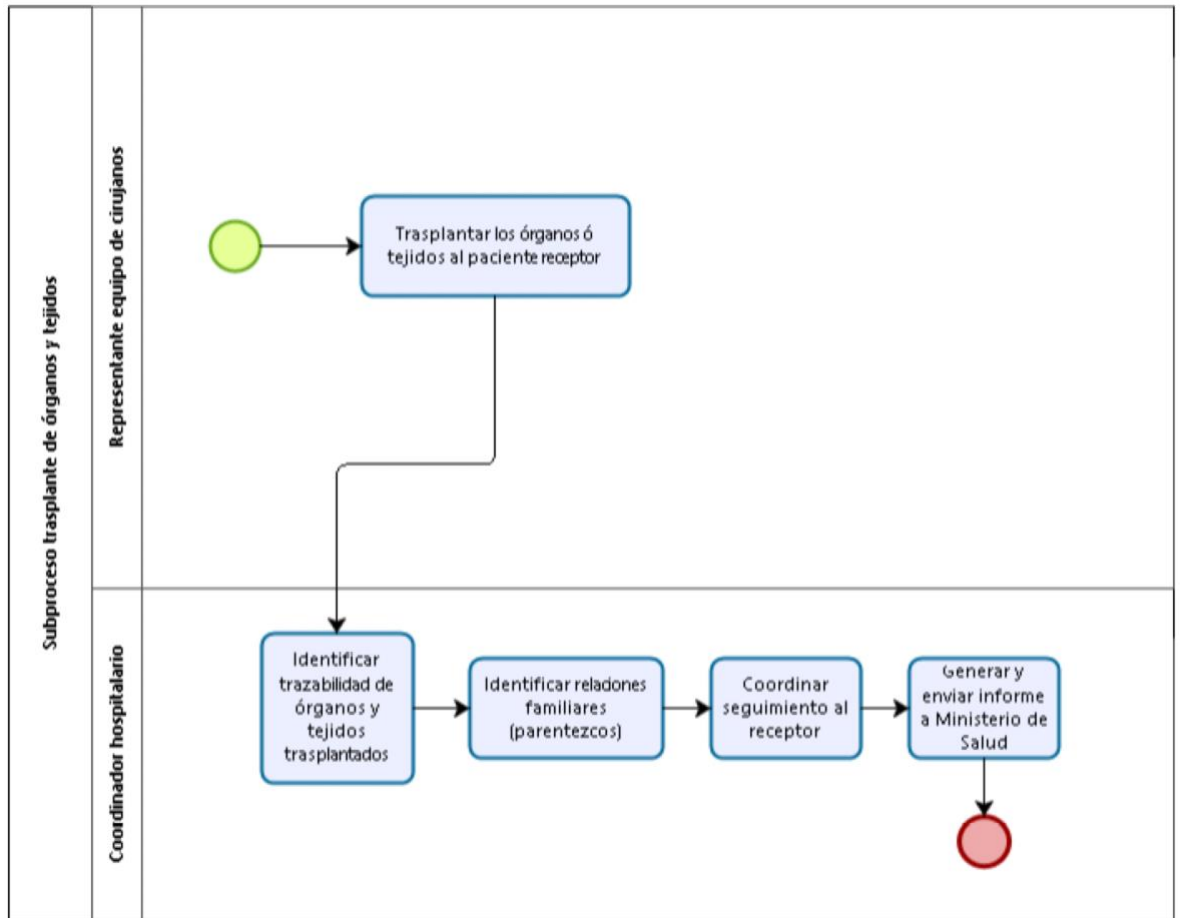 Subproceso trasplante de órganos y tejidos
Representante equipo de cirujanos
Trasplantar los órganos ó
tejidos al paciente receptor
Coordinador hospitalario
Identificar
trazabilidad de
órganos y
tejidos
trasplantados
Identificar relaciones
familiares
(parentezcos)
Coordinar
seguimiento al
receptor
Generar y
enviar informe
a Ministerio de
Salud